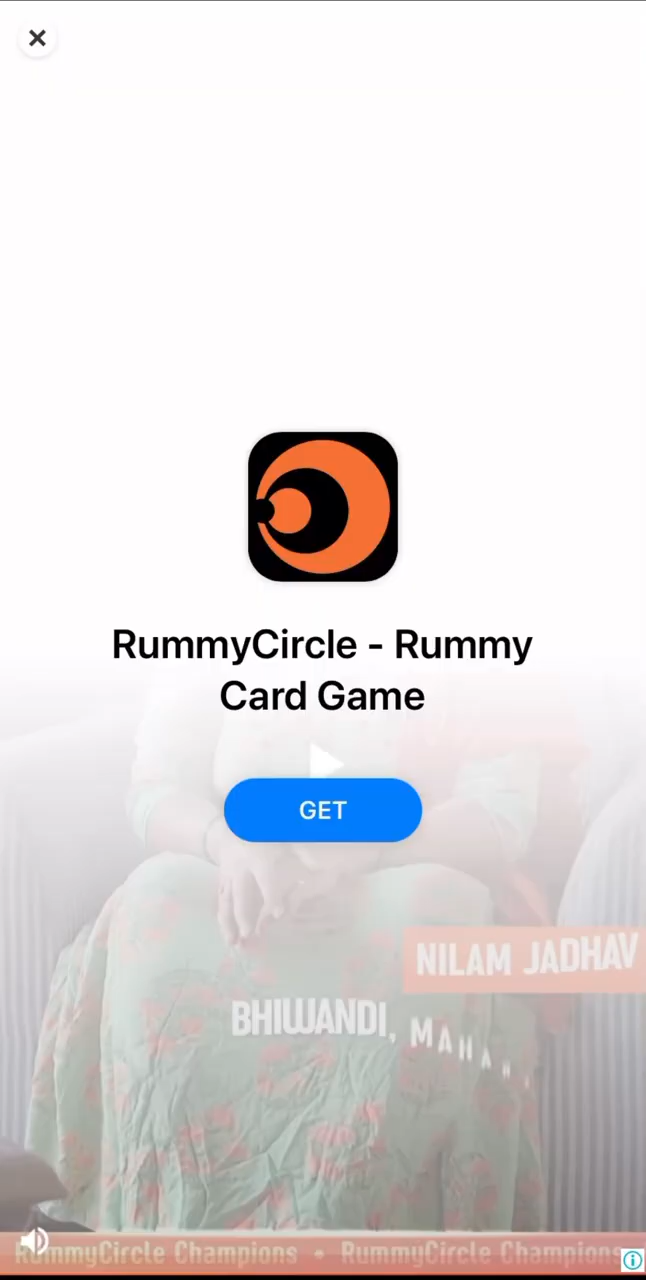 RummyCircle - Rummy
Card Game
GET
NILAM JADHAV
BHIWANDI,
RummyCircle Champions • RummyCircle Champions